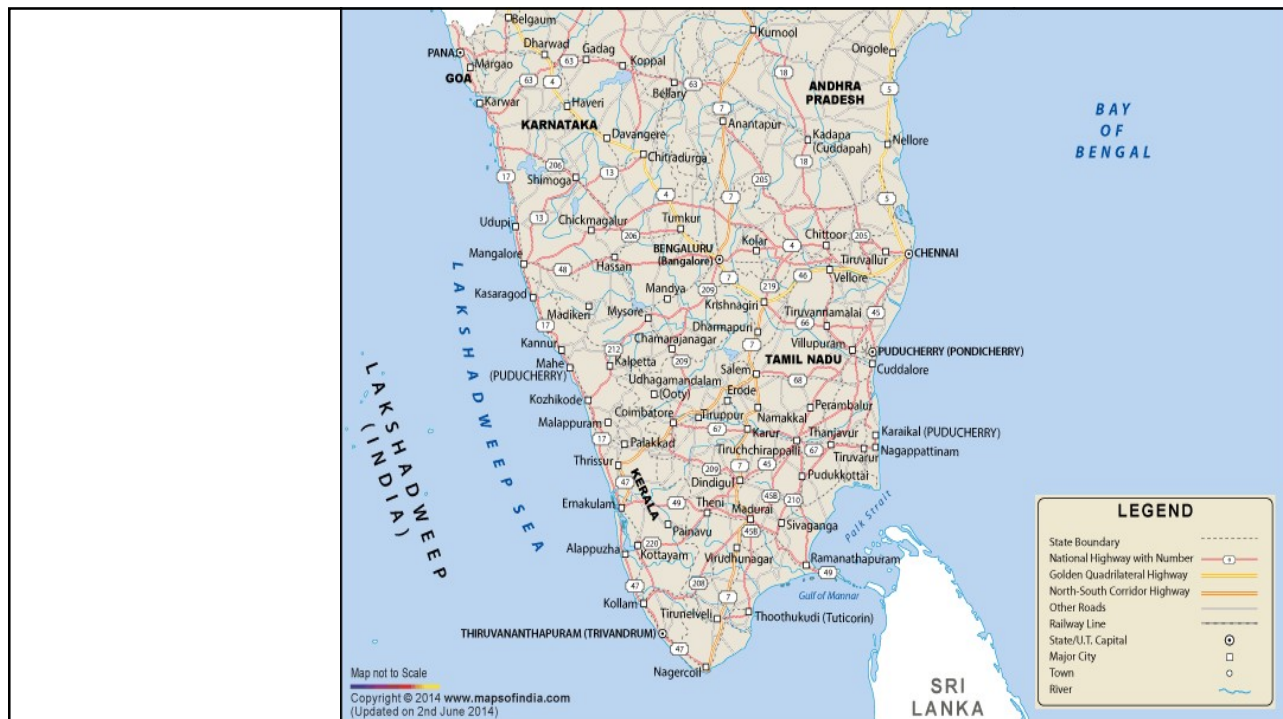 Belgaum
Kurnool
Ongole
PANAJI
Dharwad
Gadag
Koppal
Margao
GOA
63
18
63
4
Bellary
63
ANDHRA
PRADESH
5
Karwar
Haveri
7
BAY
OF
BENGAL
KARNATAKA
Anantapur
Davangere
Kadapa
(Cuddapah)
Nellore
Chitradurga
18
206
13
17
Shimoga
205
4
7
5
13
Udupi
Chickmagalur
Tumkur
206
Kolar
4
Chittoor
205
BENGALURU
(Bangalore)
Mangalore
48
Hassan
Tiruvallur
CHENNAI
46
Vellore
7
219
209
Mandya
Kasaragod
Krishnagiri
Madikeri
Mysore
Tiruvannamalai
45
66
17
Dharmapuri
Kannur
Chamarajanagar
212
7
Villupuram
PUDUCHERRY (PONDICHERRY)
Mahe
(PUDUCHERRY)
Kalpetta
209
TAMIL NADU
Cuddalore
Salem
68
Udhagamandalam
(Ooty)
Erode
Kozhikode
Coimbatore
Tiruppur
Namakkal
Perambalur
Malappuram
67
Karur
Thanjavur
Karaikal (PUDUCHERRY)
17
Palakkad
Tiruchchirappalli
67
Tiruvarur
Nagappattinam
Thrissur
209
7
45
47
Dindigul
Pudukkottai
KERALA
49
Theni
45B
210
Ernakulam
Madurai
Sivaganga
Palk Strait
Painavu
45B
220
Alappuzha
Kottayam
Virudhunagar
Ramanathapuram
49
47
208
7
Gulf of Mannar
Kollam
Tirunelveli
Thoothukudi (Tuticorin)
THIRUVANANTHAPURAM (TRIVANDRUM)
47
Nagercoil
LAKSHADWEEP SEA
LAKSHADWEEP
(INDIA)
SRI
LANKA
Map not to Scale
Copyright © 2014 www.mapsofindia.com
(Updated on 2nd June 2014)
LEGEND
State Boundary
National Highway with Number
Golden Quadrilateral Highway
North-South Corridor Highway
Other Roads
Railway Line
State/U.T. Capital
Major City
Town
River